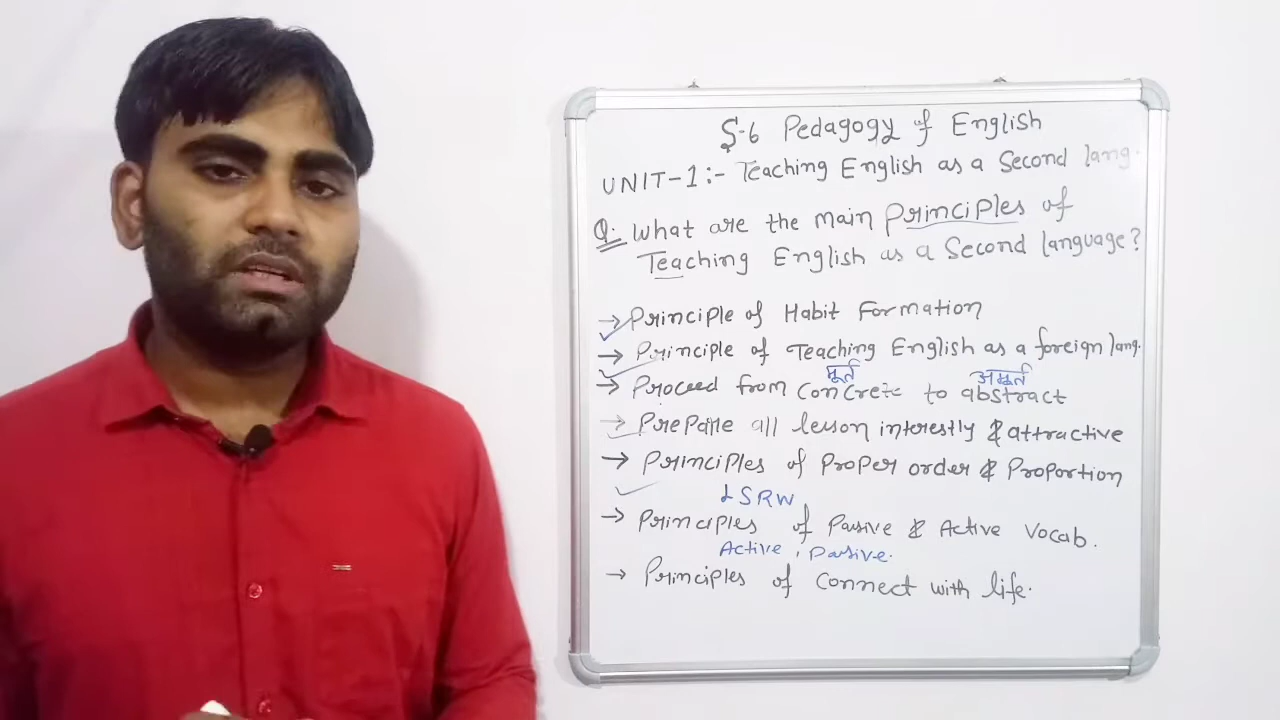 S-6 Pedagogy of English
UNIT-1:- Teaching English as a Second lang.
Q. What are the main Principles of
Teaching English as a Second language?
→ Principle of Habit Formation
→ Principle of Teaching English as a foreign lang.
मूर्त अमूर्त
→ Proceed from concrete to abstract
→ Prepare all lesson interestly & attractive
→ Principles of Proper order & Proportion
LSRW
→ Principles of Passive & Active Vocab.
Active, Passive.
→ Principles of connect with life.